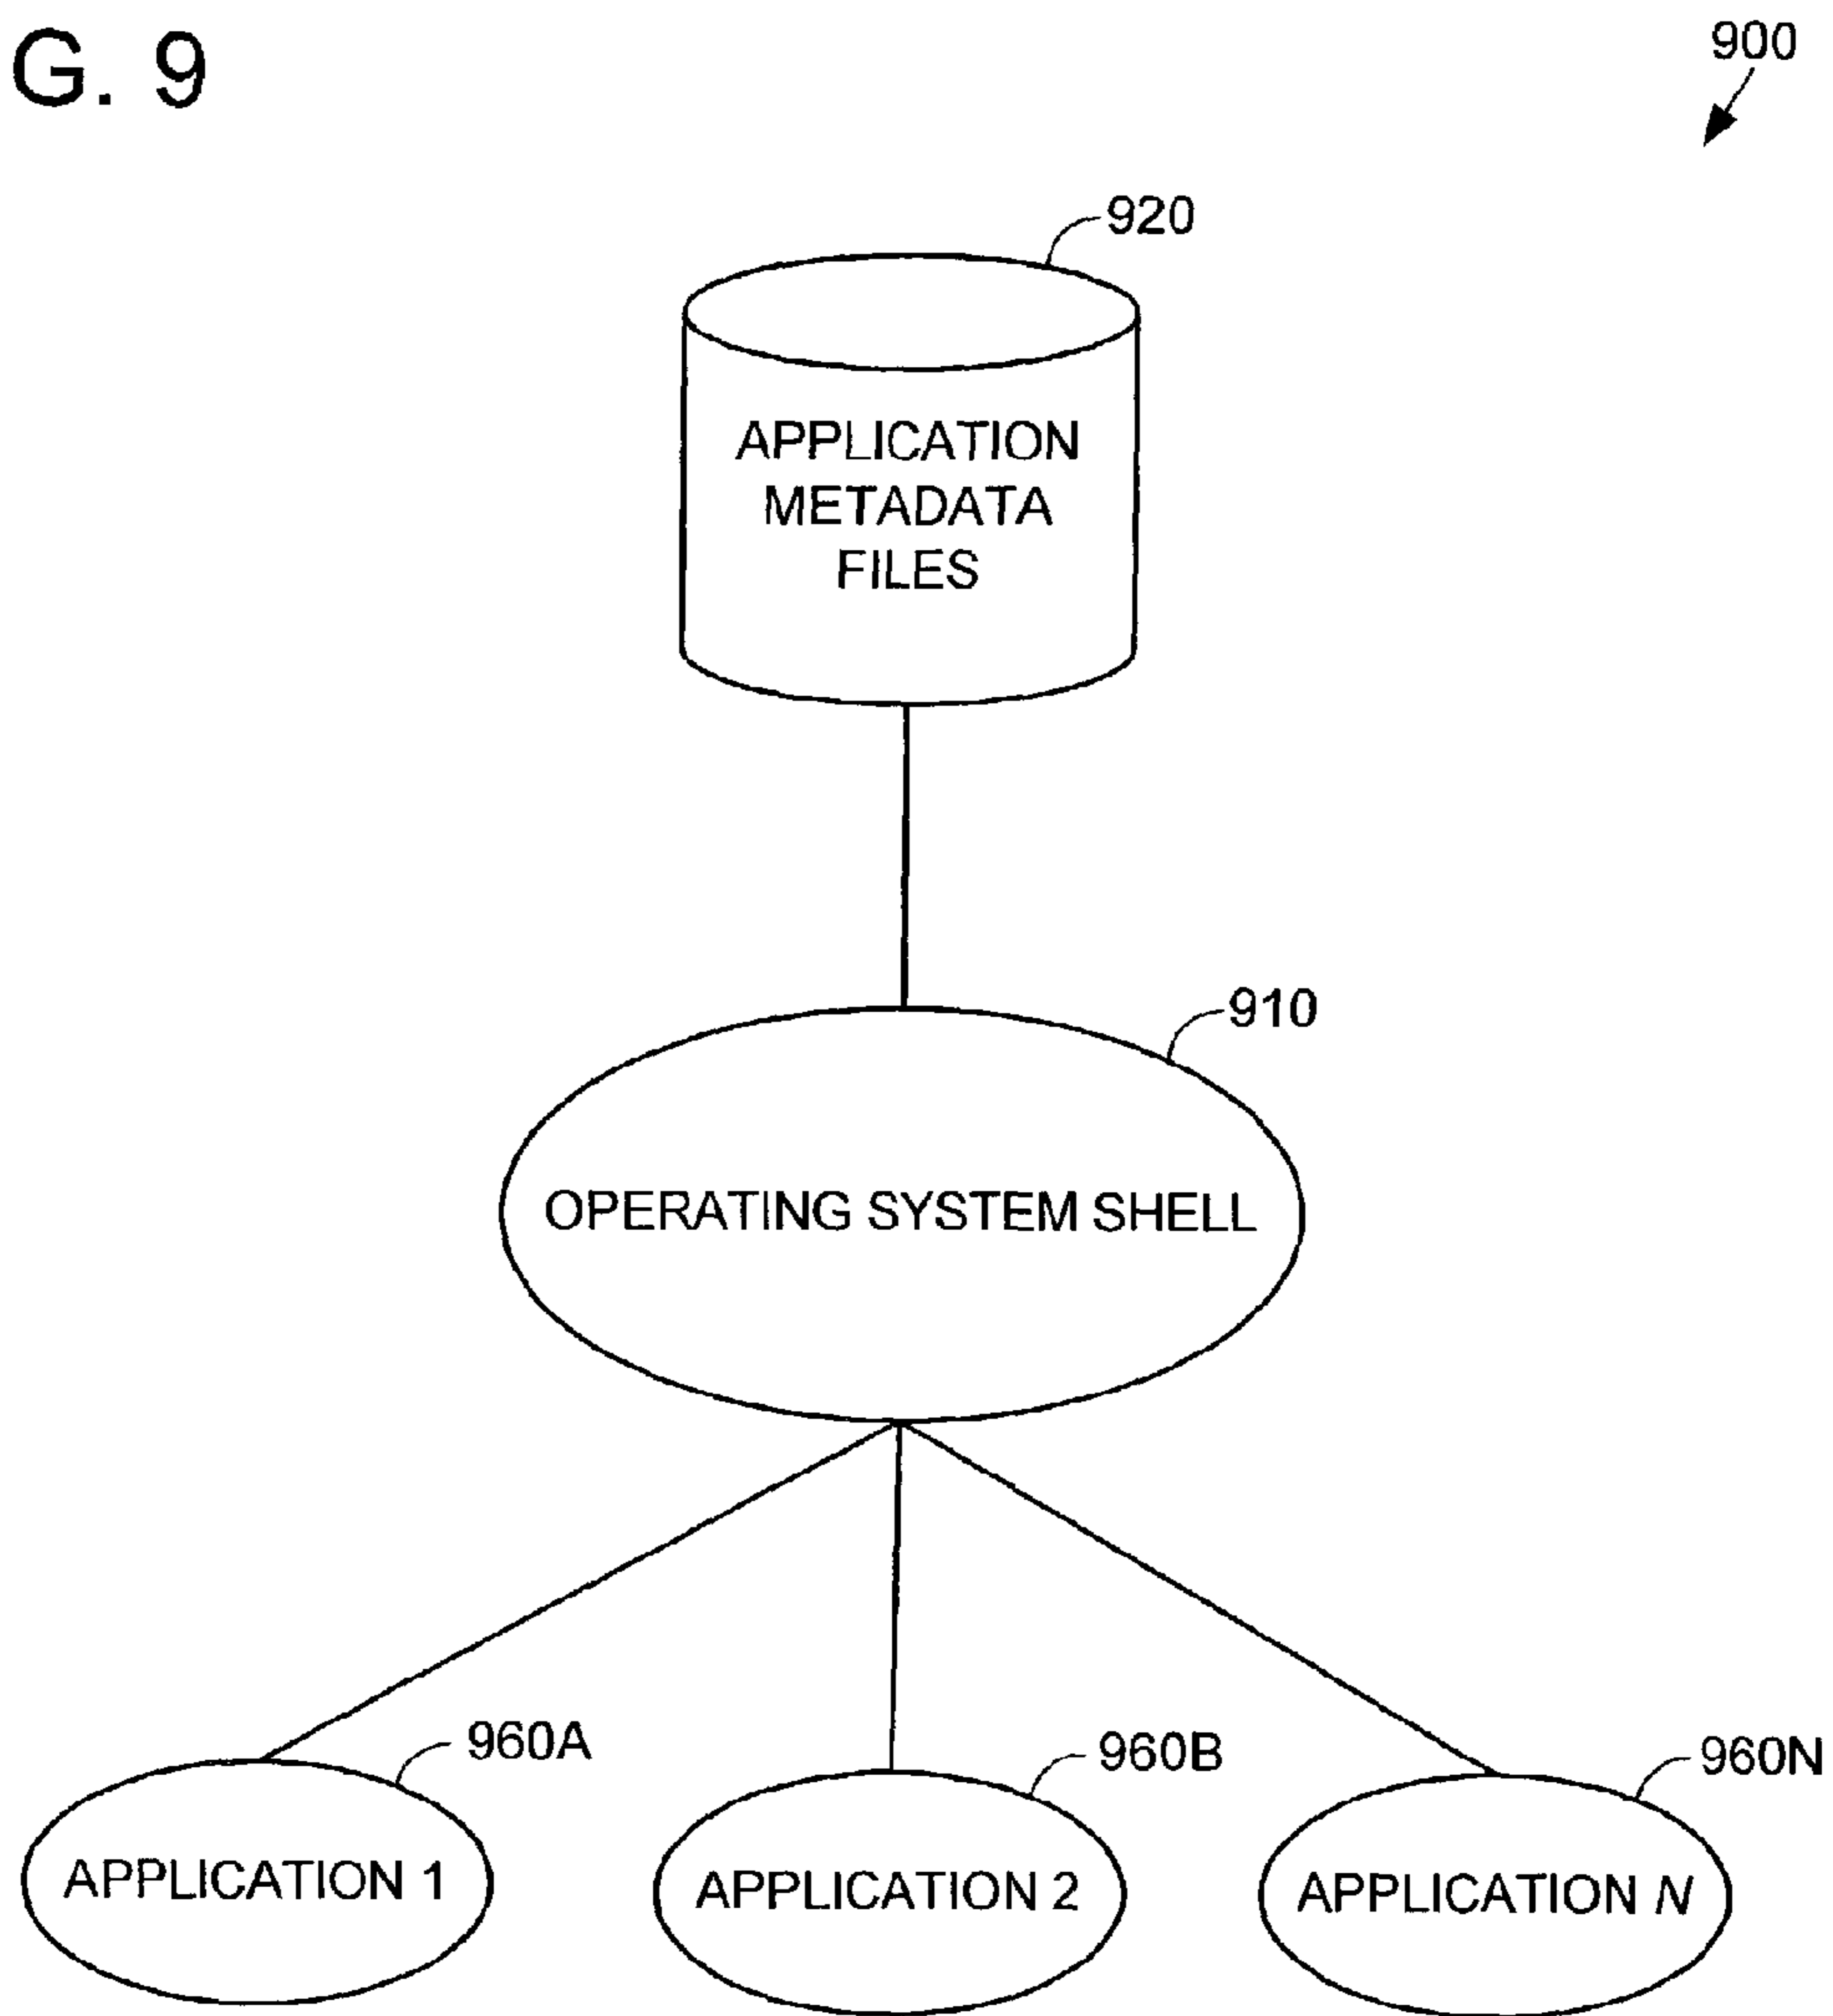 G. 9
900
920
APPLICATION
METADATA
FILES
910
OPERATING SYSTEM SHELL
960A
960B
960N
APPLICATION 1
APPLICATION 2
APPLICATION N